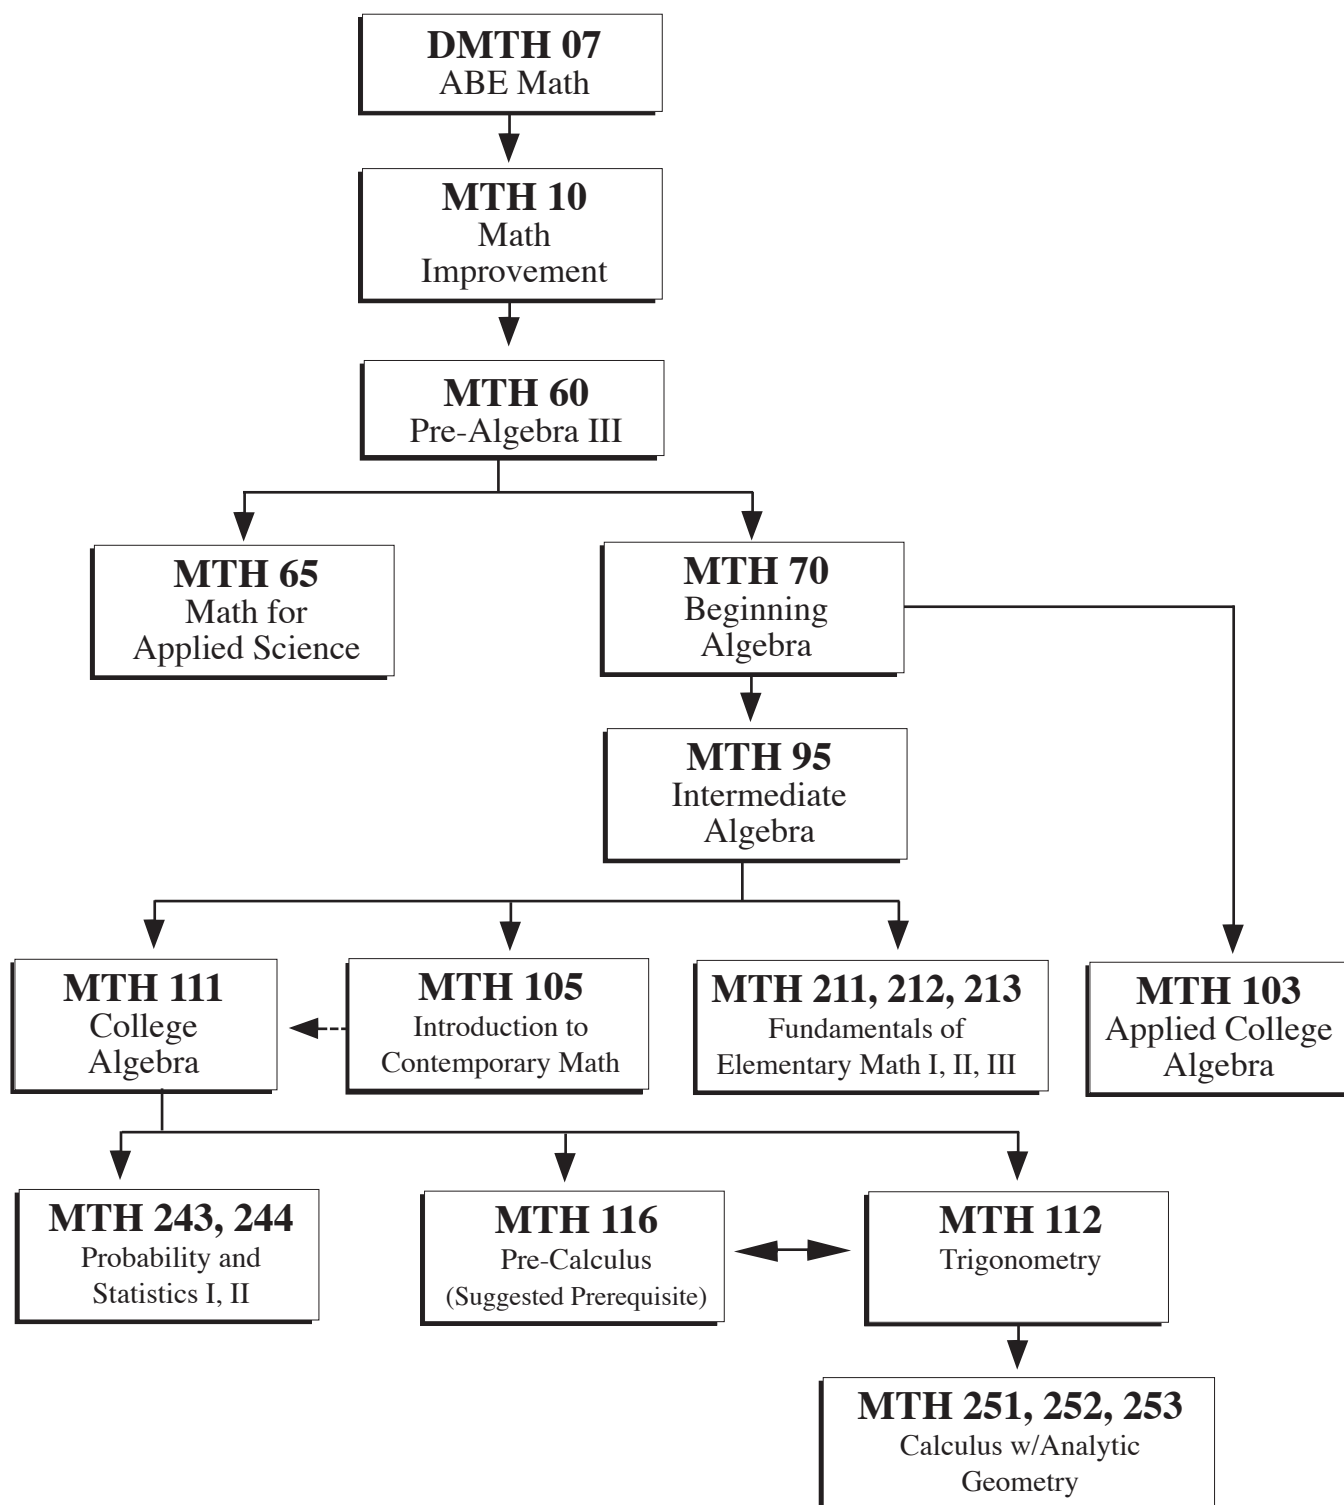 DMTH 07
ABE Math
MTH 10
Math
Improvement
MTH 60
Pre-Algebra III
MTH 65
Math for
Applied Science
MTH 70
Beginning
Algebra
MTH 95
Intermediate
Algebra
MTH 111
College
Algebra
MTH 105
Introduction to
Contemporary Math
MTH 211, 212, 213
Fundamentals of
Elementary Math I, II, III
MTH 103
Applied College
Algebra
MTH 243, 244
Probability and
Statistics I, II
MTH 116
Pre-Calculus
(Suggested Prerequisite)
MTH 112
Trigonometry
MTH 251, 252, 253
Calculus w/Analytic
Geometry